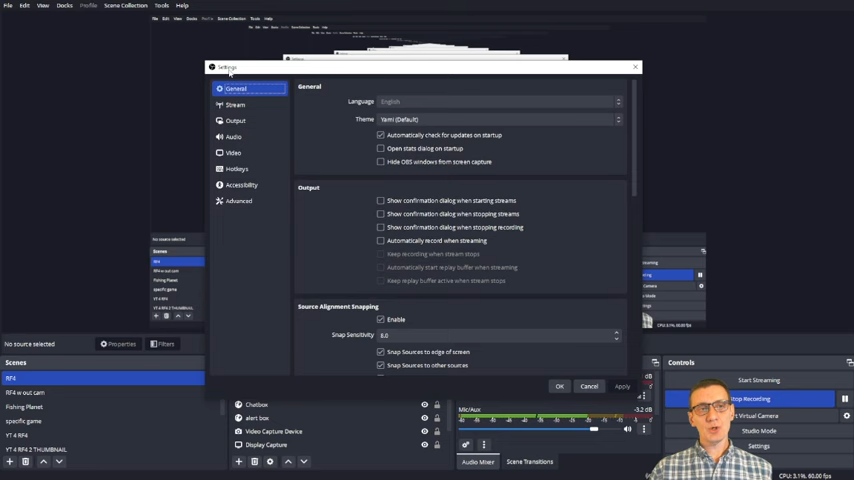 File Edit View Docks Profile Scene Collection Tools Help
Settings
General
Stream
Output
Audio
Video
Hotkeys
Accessibility
Advanced
General
Language English
Theme Yami (Default)
Automatically check for updates on startup
Open stats dialog on startup
Hide OBS windows from screen capture
Output
Show confirmation dialog when starting streams
Show confirmation dialog when stopping streams
Show confirmation dialog when stopping recording
Automatically record when streaming
Keep recording when stream stops
Automatically start replay buffer when streaming
Keep replay buffer active when stream stops
Source Alignment Snapping
Enable
Snap Sensitivity 8.0
Snap Sources to edge of screen
Snap Sources to other sources
OK Cancel Apply
No source selected Properties Filters
Scenes
RF4
RF4 w out cam
Fishing Planet
specific game
YT 4 RF4
YT 4 RF4 2 THUMBNAIL
Chatbox
alert box
Video Capture Device
Display Capture
dB
Mic/Aux -3.2 dB
Audio Mixer Scene Transitions
Controls
Start Streaming
Stop Recording
Virtual Camera
Studio Mode
Settings
CPU: 3.1%, 60.00 fps